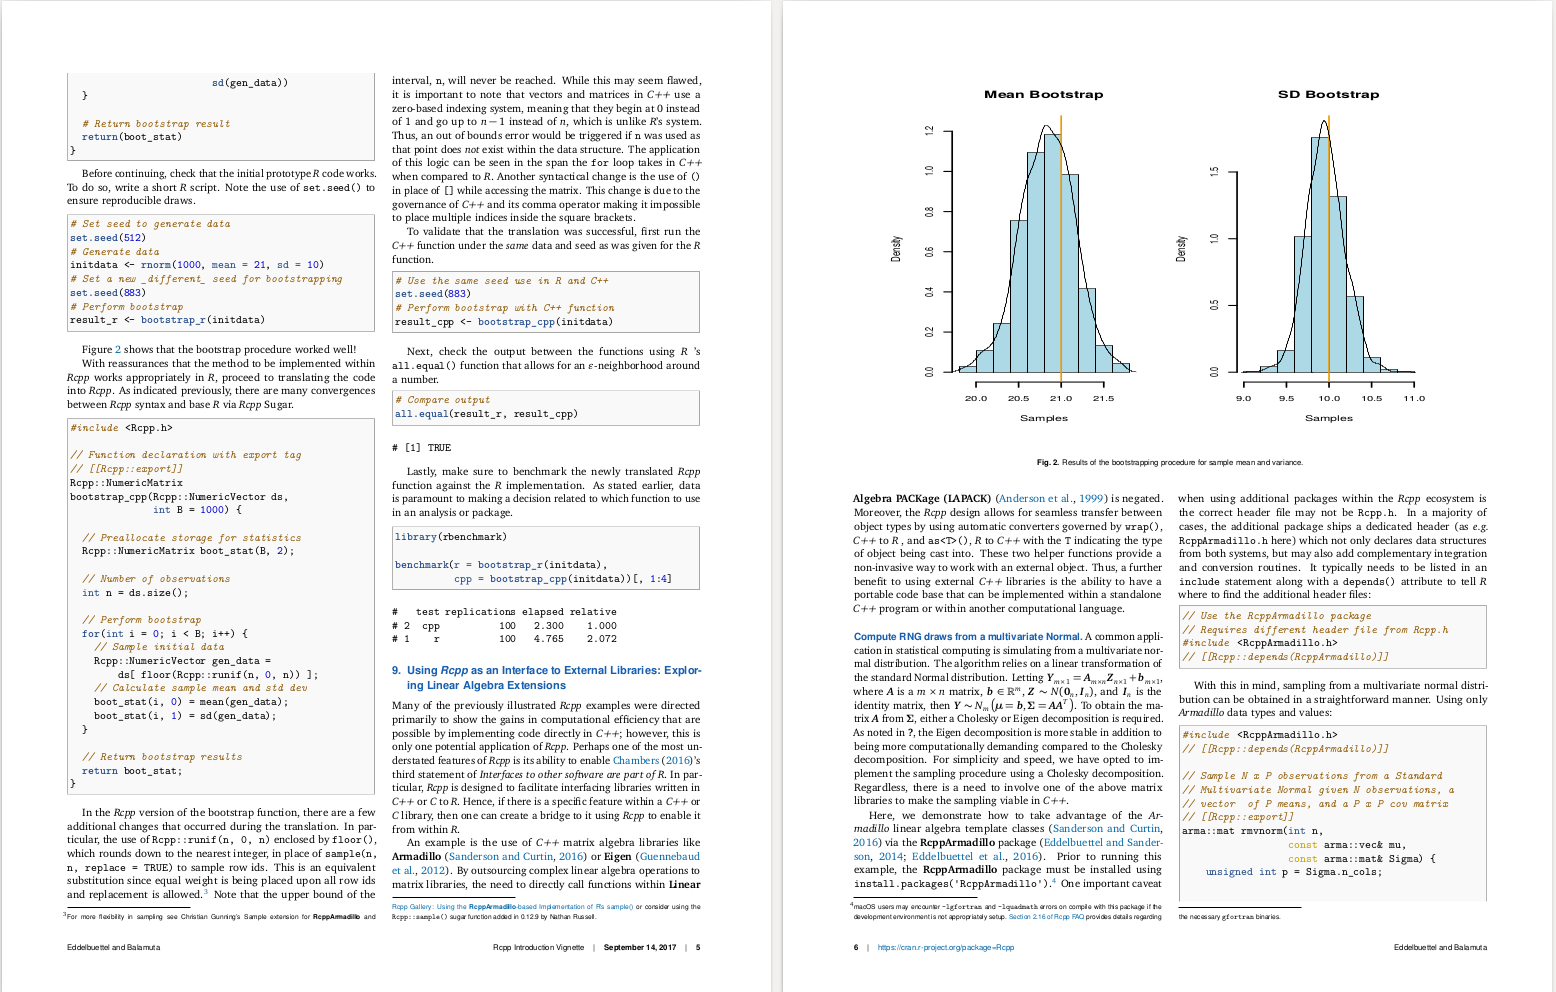 sd(gen_data))
}
# Return bootstrap result
return(boot_stat)
}
Before continuing, check that the initial prototype R code works.
To do so, write a short R script. Note the use of set.seed() to
ensure reproducible draws.
# Set seed to generate data
set.seed(512)
# Generate data
initdata <- rnorm(1000, mean = 21, sd = 10)
# Set a new _different_ seed for bootstrapping
set.seed(883)
# Perform bootstrap
result_r <- bootstrap_r(initdata)
Figure 2 shows that the bootstrap procedure worked well!
With reassurances that the method to be implemented within
Rcpp works appropriately in R, proceed to translating the code
into Rcpp. As indicated previously, there are many convergences
between Rcpp syntax and base R via Rcpp Sugar.
#include <Rcpp.h>
// Function declaration with export tag
// [[Rcpp::export]]
Rcpp::NumericMatrix
bootstrap_cpp(Rcpp::NumericVector ds,
int B = 1000) {
// Preallocate storage for statistics
Rcpp::NumericMatrix boot_stat(B, 2);
// Number of observations
int n = ds.size();
// Perform bootstrap
for(int i = 0; i < B; i++) {
// Sample initial data
Rcpp::NumericVector gen_data =
ds[ floor(Rcpp::runif(n, 0, n)) ];
// Calculate sample mean and std dev
boot_stat(i, 0) = mean(gen_data);
boot_stat(i, 1) = sd(gen_data);
}
// Return bootstrap results
return boot_stat;
}
In the Rcpp version of the bootstrap function, there are a few
additional changes that occurred during the translation. In par-
ticular, the use of Rcpp::runif(n, 0, n) enclosed by floor(),
which rounds down to the nearest integer, in place of sample(n,
n, replace = TRUE) to sample row ids. This is an equivalent
substitution since equal weight is being placed upon all row ids
and replacement is allowed.3 Note that the upper bound of the
3For more flexibility in sampling see Christian Gunning's Sample extension for RcppArmadillo and
interval, n, will never be reached. While this may seem flawed,
it is important to note that vectors and matrices in C++ use a
zero-based indexing system, meaning that they begin at 0 instead
of 1 and go up to n − 1 instead of n, which is unlike R's system.
Thus, an out of bounds error would be triggered if n was used as
that point does not exist within the data structure. The application
of this logic can be seen in the span the for loop takes in C++
when compared to R. Another syntactical change is the use of ()
in place of [] while accessing the matrix. This change is due to the
governance of C++ and its comma operator making it impossible
to place multiple indices inside the square brackets.
To validate that the translation was successful, first run the
C++ function under the same data and seed as was given for the R
function.
# Use the same seed use in R and C++
set.seed(883)
# Perform bootstrap with C++ function
result_cpp <- bootstrap_cpp(initdata)
Next, check the output between the functions using R 's
all.equal() function that allows for an ε-neighborhood around
a number.
# Compare output
all.equal(result_r, result_cpp)
# [1] TRUE
Lastly, make sure to benchmark the newly translated Rcpp
function against the R implementation. As stated earlier, data
is paramount to making a decision related to which function to use
in an analysis or package.
library(rbenchmark)
benchmark(r = bootstrap_r(initdata),
cpp = bootstrap_cpp(initdata))[, 1:4]
# test replications elapsed relative
# 2 cpp 100 2.300 1.000
# 1 r 100 4.765 2.072
9. Using Rcpp as an Interface to External Libraries: Explor-
ing Linear Algebra Extensions
Many of the previously illustrated Rcpp examples were directed
primarily to show the gains in computational efficiency that are
possible by implementing code directly in C++; however, this is
only one potential application of Rcpp. Perhaps one of the most un-
derstated features of Rcpp is its ability to enable Chambers (2016)'s
third statement of Interfaces to other software are part of R. In par-
ticular, Rcpp is designed to facilitate interfacing libraries written in
C++ or C to R. Hence, if there is a specific feature within a C++ or
C library, then one can create a bridge to it using Rcpp to enable it
from within R.
An example is the use of C++ matrix algebra libraries like
Armadillo (Sanderson and Curtin, 2016) or Eigen (Guennebaud
et al., 2012). By outsourcing complex linear algebra operations to
matrix libraries, the need to directly call functions within Linear
Rcpp Gallery: Using the RcppArmadillo-based Implementation of R's sample() or consider using the
Rcpp::sample() sugar function added in 0.12.9 by Nathan Russell.
Eddelbuettel and Balamuta
Rcpp Introduction Vignette | September 14, 2017 | 5
Mean Bootstrap
Density
0.0 0.2 0.4 0.6 0.8 1.0 1.2
20.0 20.5 21.0 21.5
Samples
SD Bootstrap
Density
0.0 0.5 1.0 1.5
9.0 9.5 10.0 10.5 11.0
Samples
Fig. 2. Results of the bootstrapping procedure for sample mean and variance.
Algebra PACKage (LAPACK) (Anderson et al., 1999) is negated.
Moreover, the Rcpp design allows for seamless transfer between
object types by using automatic converters governed by wrap(),
C++ to R , and as<T>(), R to C++ with the T indicating the type
of object being cast into. These two helper functions provide a
non-invasive way to work with an external object. Thus, a further
benefit to using external C++ libraries is the ability to have a
portable code base that can be implemented within a standalone
C++ program or within another computational language.
Compute RNG draws from a multivariate Normal. A common appli-
cation in statistical computing is simulating from a multivariate nor-
mal distribution. The algorithm relies on a linear transformation of
the standard Normal distribution. Letting Yₘₓ₁ = Aₘₓₙ Zₙₓ₁ + bₘₓ₁,
where A is a m × n matrix, b ∈ ℝᵐ, Z ∼ N(0ₙ, Iₙ), and Iₙ is the
identity matrix, then Y ∼ Nₘ(μ = b, Σ = AAᵀ). To obtain the ma-
trix A from Σ, either a Cholesky or Eigen decomposition is required.
As noted in ?, the Eigen decomposition is more stable in addition to
being more computationally demanding compared to the Cholesky
decomposition. For simplicity and speed, we have opted to im-
plement the sampling procedure using a Cholesky decomposition.
Regardless, there is a need to involve one of the above matrix
libraries to make the sampling viable in C++.
Here, we demonstrate how to take advantage of the Ar-
madillo linear algebra template classes (Sanderson and Curtin,
2016) via the RcppArmadillo package (Eddelbuettel and Sander-
son, 2014; Eddelbuettel et al., 2016). Prior to running this
example, the RcppArmadillo package must be installed using
install.packages('RcppArmadillo').4 One important caveat
4macOS users may encounter -lgfortran and -lquadmath errors on compile with this package if the
development environment is not appropriately setup. Section 2.16 of Rcpp FAQ provides details regarding
when using additional packages within the Rcpp ecosystem is
the correct header file may not be Rcpp.h. In a majority of
cases, the additional package ships a dedicated header (as e.g.
RcppArmadillo.h here) which not only declares data structures
from both systems, but may also add complementary integration
and conversion routines. It typically needs to be listed in an
include statement along with a depends() attribute to tell R
where to find the additional header files:
// Use the RcppArmadillo package
// Requires different header file from Rcpp.h
#include <RcppArmadillo.h>
// [[Rcpp::depends(RcppArmadillo)]]
With this in mind, sampling from a multivariate normal distri-
bution can be obtained in a straightforward manner. Using only
Armadillo data types and values:
#include <RcppArmadillo.h>
// [[Rcpp::depends(RcppArmadillo)]]
// Sample N x P observations from a Standard
// Multivariate Normal given N observations, a
// vector of P means, and a P x P cov matrix
// [[Rcpp::export]]
arma::mat rmvnorm(int n,
const arma::vec& mu,
const arma::mat& Sigma) {
unsigned int p = Sigma.n_cols;
the necessary gfortran binaries.
6 | https://cran.r-project.org/package=Rcpp
Eddelbuettel and Balamuta